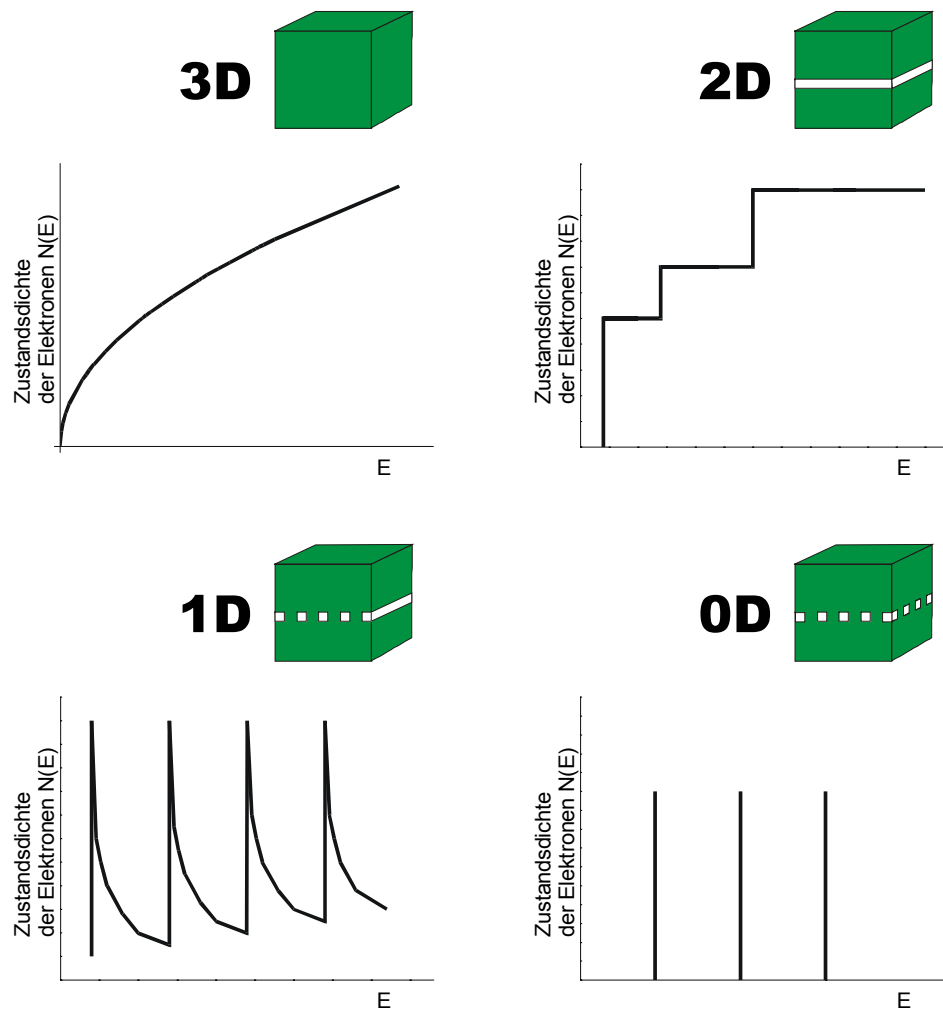 3D
Zustandsdichte
der Elektronen N(E)
E
2D
Zustandsdichte
der Elektronen N(E)
E
1D
Zustandsdichte
der Elektronen N(E)
E
0D
Zustandsdichte
der Elektronen N(E)
E